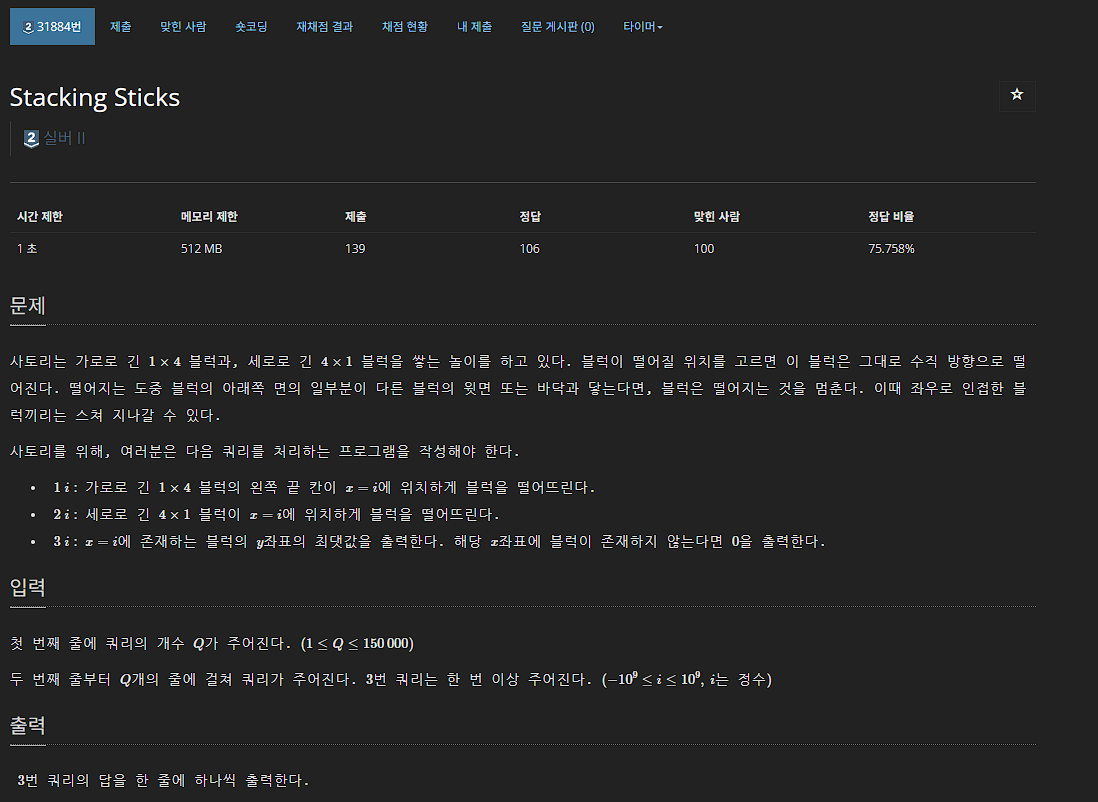 2 31884번 제출 맞힌 사람 숏코딩 재채점 결과 채점 현황 내 제출 질문 게시판 (0) 타이머
Stacking Sticks
2 실버 II
시간 제한 메모리 제한 제출 정답 맞힌 사람 정답 비율
1 초 512 MB 139 106 100 75.758%
문제
사토리는 가로로 긴 1 × 4 블럭과, 세로로 긴 4 × 1 블럭을 쌓는 놀이를 하고 있다. 블럭이 떨어질 위치를 고르면 이 블럭은 그대로 수직 방향으로 떨
어진다. 떨어지는 도중 블럭의 아래쪽 면의 일부분이 다른 블럭의 윗면 또는 바닥과 닿는다면, 블럭은 떨어지는 것을 멈춘다. 이때 좌우로 인접한 블
럭끼리는 스쳐 지나갈 수 있다.
사토리를 위해, 여러분은 다음 쿼리를 처리하는 프로그램을 작성해야 한다.
• 1 i : 가로로 긴 1 × 4 블럭의 왼쪽 끝 칸이 x = i에 위치하게 블럭을 떨어뜨린다.
• 2 i : 세로로 긴 4 × 1 블럭이 x = i에 위치하게 블럭을 떨어뜨린다.
• 3 i : x = i에 존재하는 블럭의 y좌표의 최댓값을 출력한다. 해당 x좌표에 블럭이 존재하지 않는다면 0을 출력한다.
입력
첫 번째 줄에 쿼리의 개수 Q가 주어진다. (1 ≤ Q ≤ 150 000)
두 번째 줄부터 Q개의 줄에 걸쳐 쿼리가 주어진다. 3번 쿼리는 한 번 이상 주어진다. (−10⁹ ≤ i ≤ 10⁹, i는 정수)
출력
3번 쿼리의 답을 한 줄에 하나씩 출력한다.